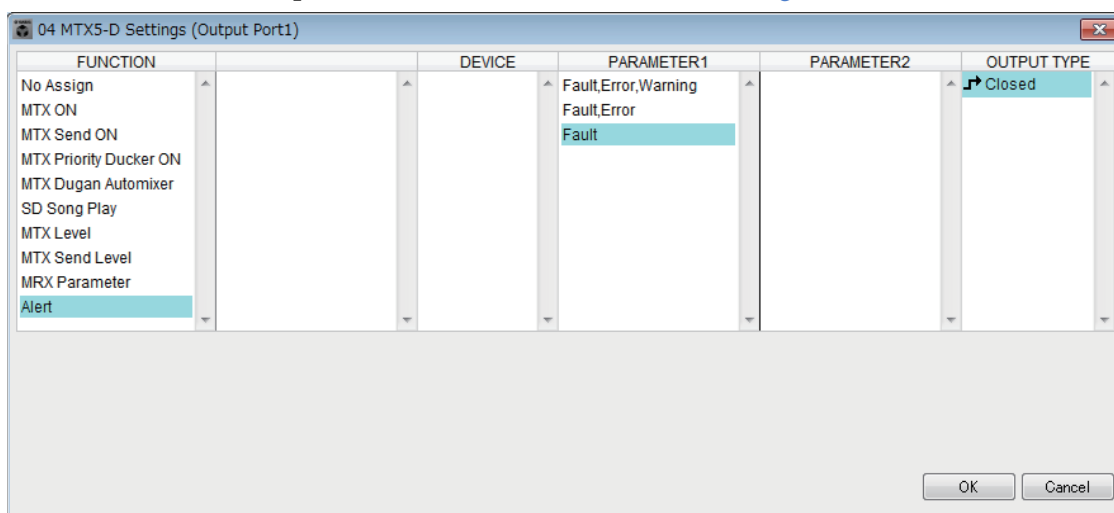 04 MTX5-D Settings (Output Port1)
FUNCTION
DEVICE
PARAMETER1
PARAMETER2
OUTPUT TYPE
No Assign
MTX ON
MTX Send ON
MTX Priority Ducker ON
MTX Dugan Automixer
SD Song Play
MTX Level
MTX Send Level
MRX Parameter
Alert
Fault,Error,Warning
Fault,Error
Fault
Closed
OK
Cancel